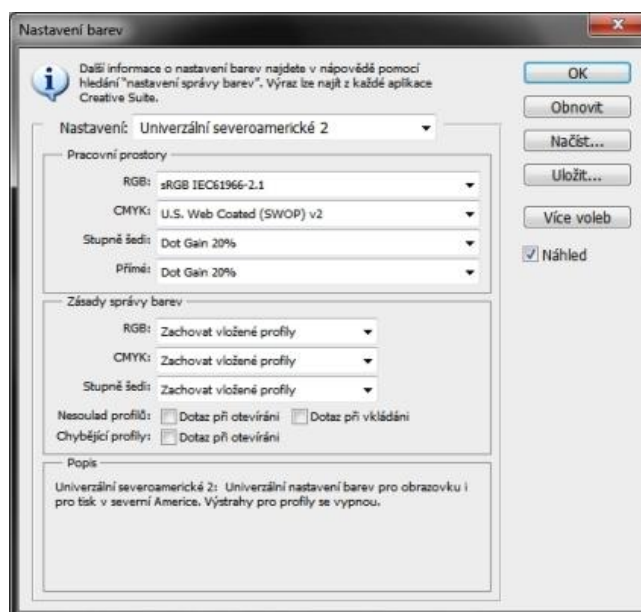 Nastavení barev
Další informace o nastavení barev najdete v nápovědě pomocí
hledání "nastavení správy barev". Výraz lze najít z každé aplikace
Creative Suite.
OK
Obnovit
Načíst...
Uložit...
Více voleb
Náhled
Nastavení: Univerzální severoamerické 2
Pracovní prostory
RGB: sRGB IEC61966-2.1
CMYK: U.S. Web Coated (SWOP) v2
Stupně šedi: Dot Gain 20%
Přímé: Dot Gain 20%
Zásady správy barev
RGB: Zachovat vložené profily
CMYK: Zachovat vložené profily
Stupně šedi: Zachovat vložené profily
Nesoulad profilů: Dotaz při otevírání Dotaz při vkládání
Chybějící profily: Dotaz při otevírání
Popis
Univerzální severoamerické 2: Univerzální nastavení barev pro obrazovku i
pro tisk v severní Americe. Výstrahy pro profily se vypnou.